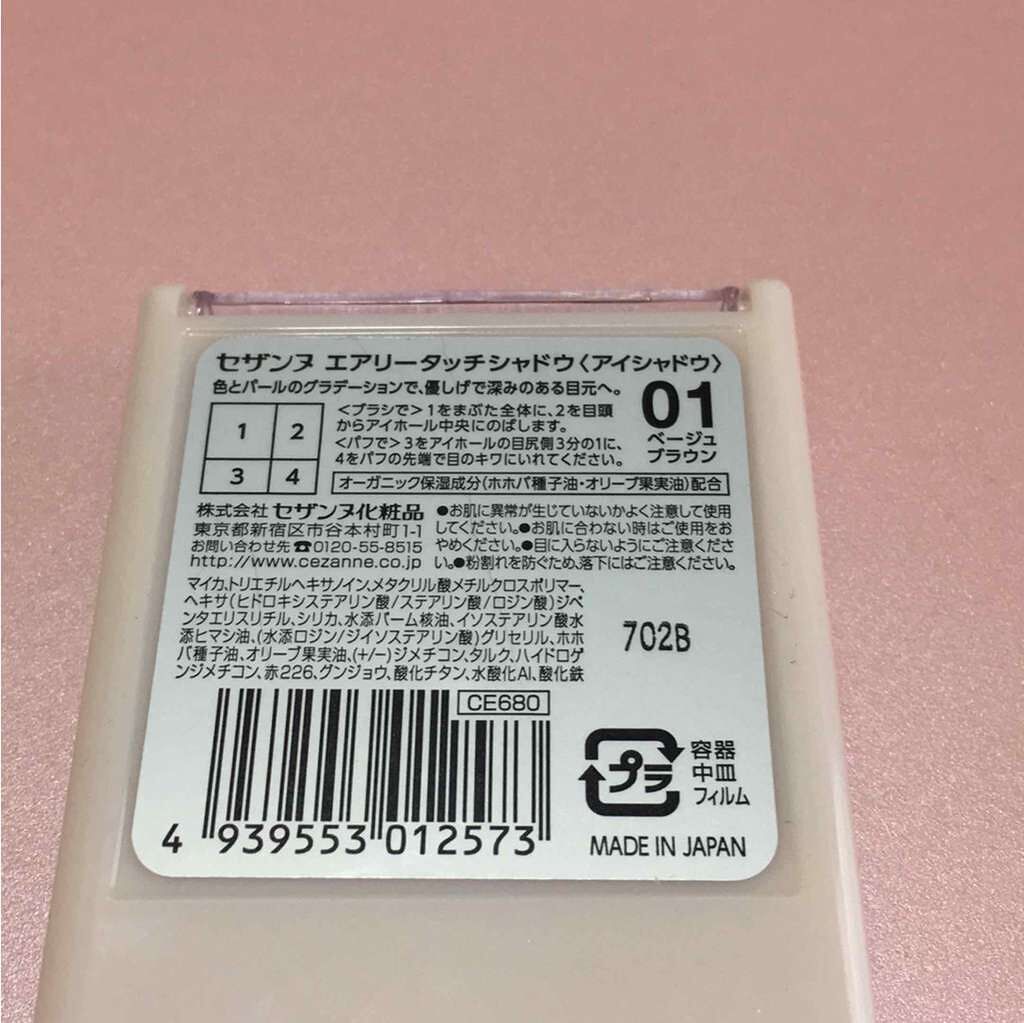 セザンヌ エアリータッチシャドウ〈アイシャドウ〉
色とパールのグラデーションで、優しげで深みのある目元へ。
01
ベージュ
ブラウン
1 2
3 4
<ブラシで>1をまぶた全体に、2を目頭
からアイホール中央にのばします。
<パフで>3をアイホールの目尻側3分の1に、
4をパフの先端で目のキワにいれてください。
オーガニック保湿成分(ホホバ種子油・オリーブ果実油)配合
株式会社 セザンヌ化粧品
東京都新宿区市谷本村町1-1
お問い合わせ先 ☎0120-55-8515
http://www.cezanne.co.jp
●お肌に異常が生じていないかよく注意して使用
してください。●お肌に合わない時はご使用をお
やめください。●目に入らないようにご注意くださ
い。●粉割れを防ぐため、落下にはご注意ください。
マイカ、トリエチルヘキサノイン、メタクリル酸メチルクロスポリマー、
ヘキサ(ヒドロキシステアリン酸/ステアリン酸/ロジン酸)ジペ
ンタエリスリチル、シリカ、水添パーム核油、イソステアリン酸水
添ヒマシ油、(水添ロジン/ジイソステアリン酸)グリセリル、ホホ
バ種子油、オリーブ果実油、(+/−)ジメチコン、タルク、ハイドロゲ
ンジメチコン、赤226、グンジョウ、酸化チタン、水酸化Al、酸化鉄
702B
CE680
4 939553 012573
プラ
容器
中皿
フィルム
MADE IN JAPAN